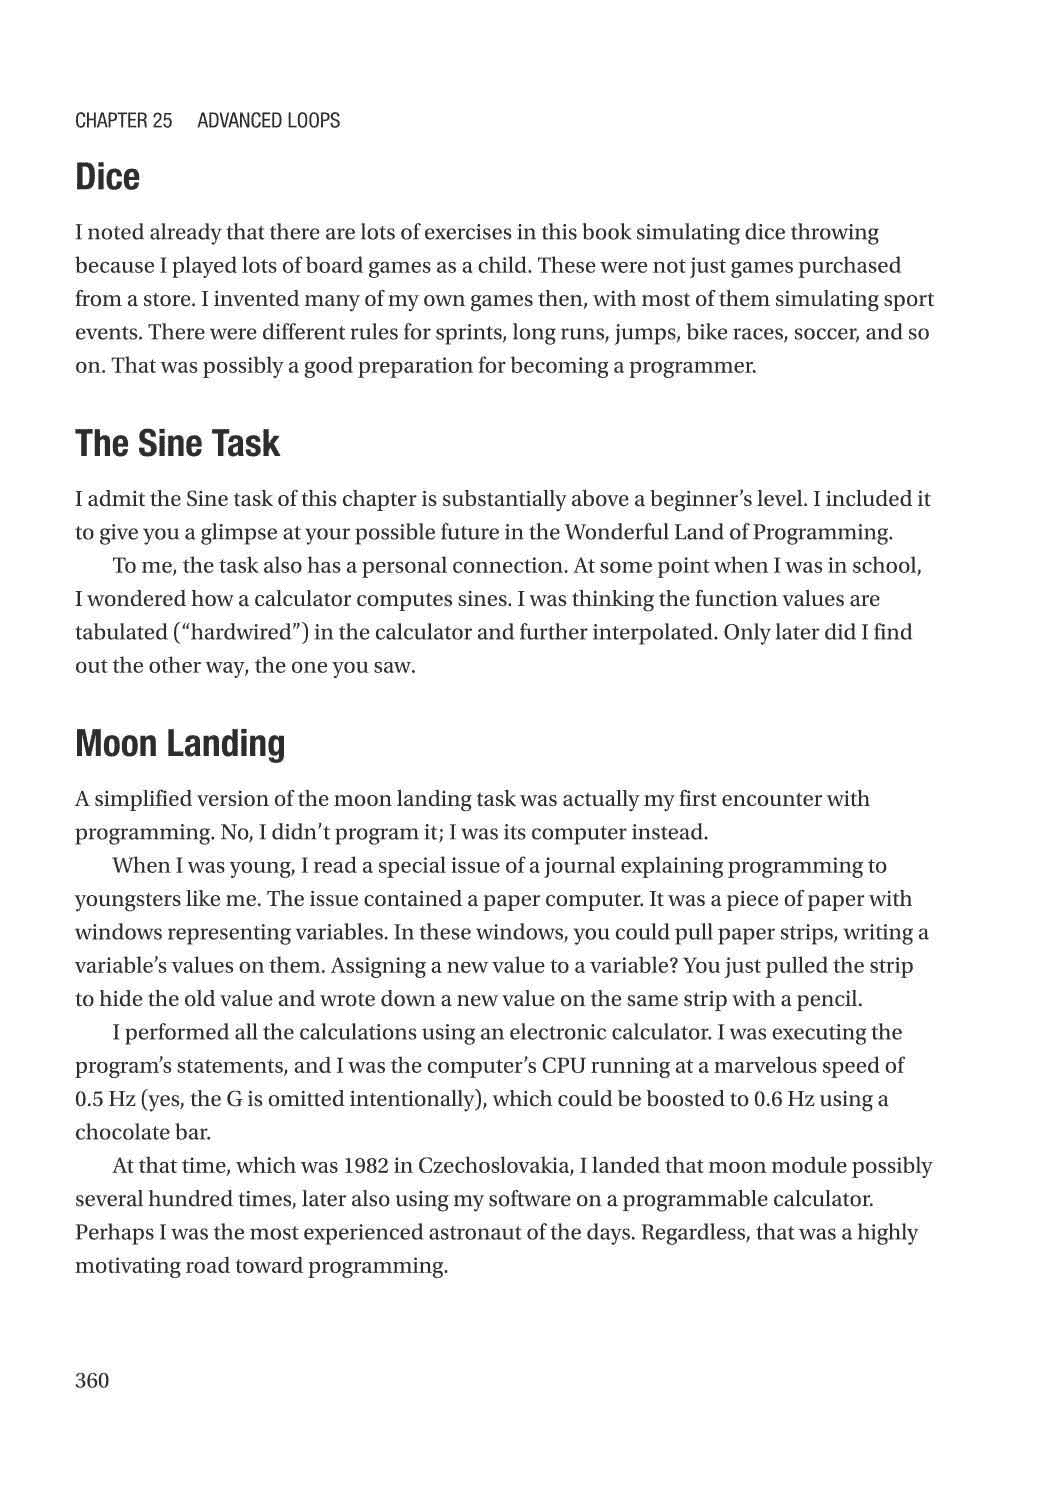 CHAPTER 25 ADVANCED LOOPS
Dice
I noted already that there are lots of exercises in this book simulating dice throwing
because I played lots of board games as a child. These were not just games purchased
from a store. I invented many of my own games then, with most of them simulating sport
events. There were different rules for sprints, long runs, jumps, bike races, soccer, and so
on. That was possibly a good preparation for becoming a programmer.
The Sine Task
I admit the Sine task of this chapter is substantially above a beginner’s level. I included it
to give you a glimpse at your possible future in the Wonderful Land of Programming.
To me, the task also has a personal connection. At some point when I was in school,
I wondered how a calculator computes sines. I was thinking the function values are
tabulated (“hardwired”) in the calculator and further interpolated. Only later did I find
out the other way, the one you saw.
Moon Landing
A simplified version of the moon landing task was actually my first encounter with
programming. No, I didn’t program it; I was its computer instead.
When I was young, I read a special issue of a journal explaining programming to
youngsters like me. The issue contained a paper computer. It was a piece of paper with
windows representing variables. In these windows, you could pull paper strips, writing a
variable’s values on them. Assigning a new value to a variable? You just pulled the strip
to hide the old value and wrote down a new value on the same strip with a pencil.
I performed all the calculations using an electronic calculator. I was executing the
program’s statements, and I was the computer’s CPU running at a marvelous speed of
0.5 Hz (yes, the G is omitted intentionally), which could be boosted to 0.6 Hz using a
chocolate bar.
At that time, which was 1982 in Czechoslovakia, I landed that moon module possibly
several hundred times, later also using my software on a programmable calculator.
Perhaps I was the most experienced astronaut of the days. Regardless, that was a highly
motivating road toward programming.
360